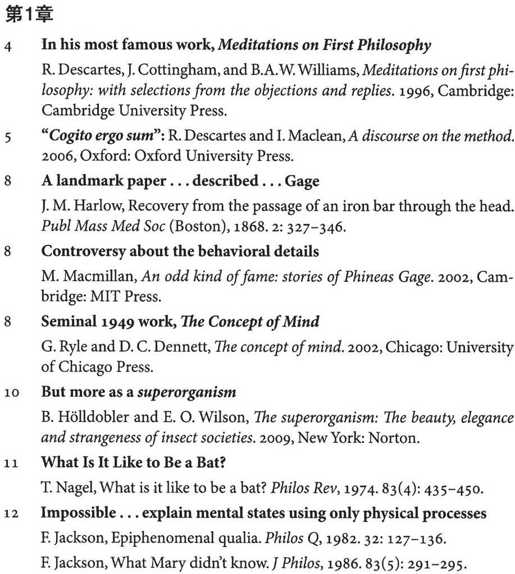 第1章
4 In his most famous work, Meditations on First Philosophy
R. Descartes, J. Cottingham, and B.A.W. Williams, Meditations on first phi-
losophy: with selections from the objections and replies. 1996, Cambridge:
Cambridge University Press.
5 “Cogito ergo sum”: R. Descartes and I. Maclean, A discourse on the method.
2006, Oxford: Oxford University Press.
8 A landmark paper . . . described . . . Gage
J. M. Harlow, Recovery from the passage of an iron bar through the head.
Publ Mass Med Soc (Boston), 1868. 2: 327–346.
8 Controversy about the behavioral details
M. Macmillan, An odd kind of fame: stories of Phineas Gage. 2002, Cam-
bridge: MIT Press.
8 Seminal 1949 work, The Concept of Mind
G. Ryle and D. C. Dennett, The concept of mind. 2002, Chicago: University
of Chicago Press.
10 But more as a superorganism
B. Hölldobler and E. O. Wilson, The superorganism: The beauty, elegance
and strangeness of insect societies. 2009, New York: Norton.
11 What Is It Like to Be a Bat?
T. Nagel, What is it like to be a bat? Philos Rev, 1974. 83(4): 435–450.
12 Impossible . . . explain mental states using only physical processes
F. Jackson, Epiphenomenal qualia. Philos Q, 1982. 32: 127–136.
F. Jackson, What Mary didn’t know. J Philos, 1986. 83(5): 291–295.